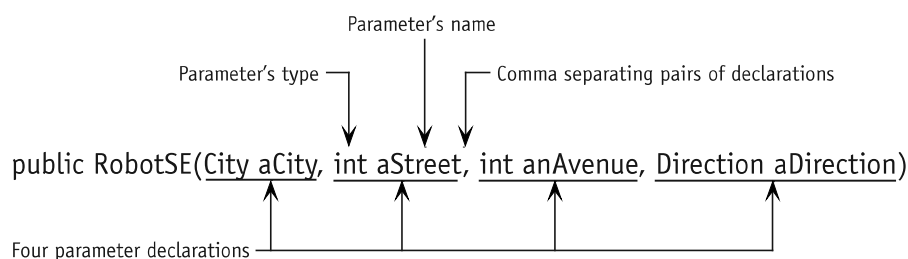 Parameter's name
Parameter's type
Comma separating pairs of declarations
public RobotSE(City aCity, int aStreet, int anAvenue, Direction aDirection)
Four parameter declarations